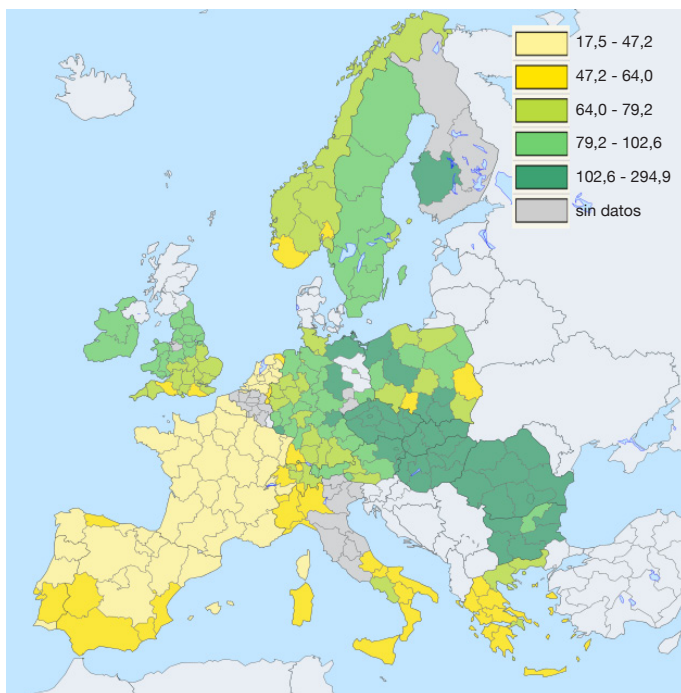 17,5 - 47,2
47,2 - 64,0
64,0 - 79,2
79,2 - 102,6
102,6 - 294,9
sin datos